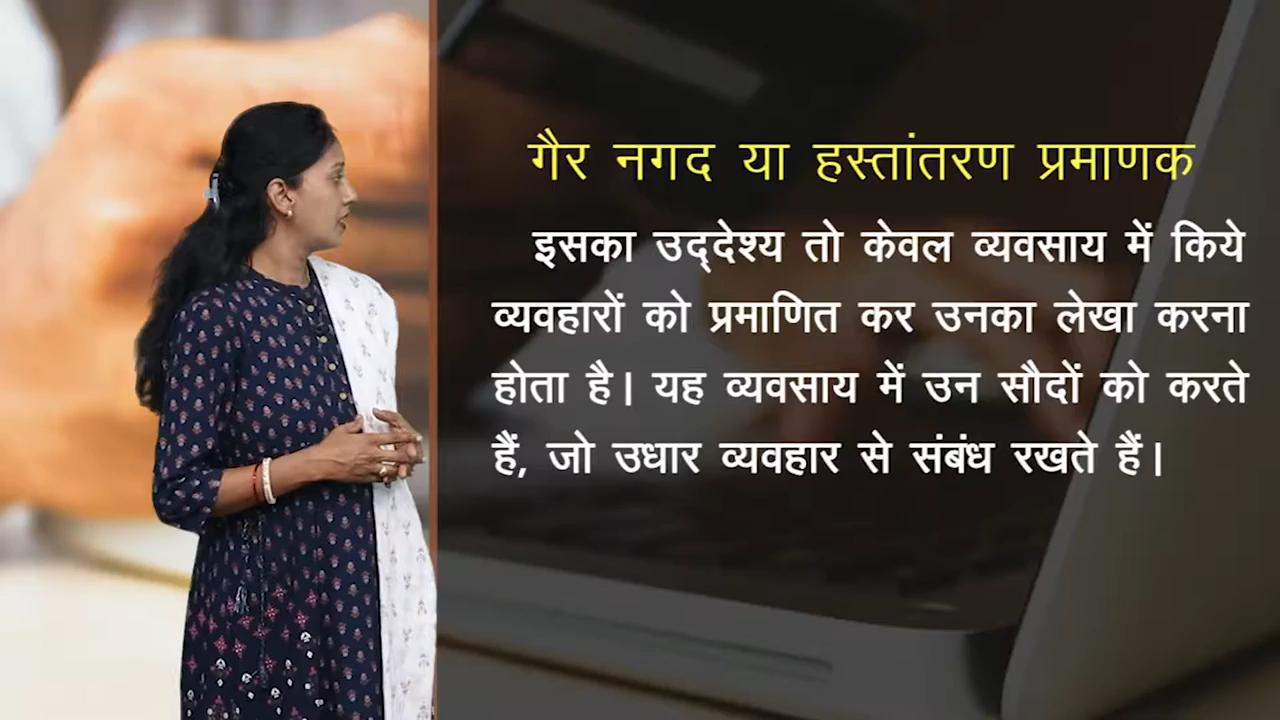 गैर नगद या हस्तांतरण प्रमाणक
इसका उद्‌देश्य तो केवल व्यवसाय में किये
व्यवहारों को प्रमाणित कर उनका लेखा करना
होता है। यह व्यवसाय में उन सौदों को करते
हैं, जो उधार व्यवहार से संबंध रखते हैं।